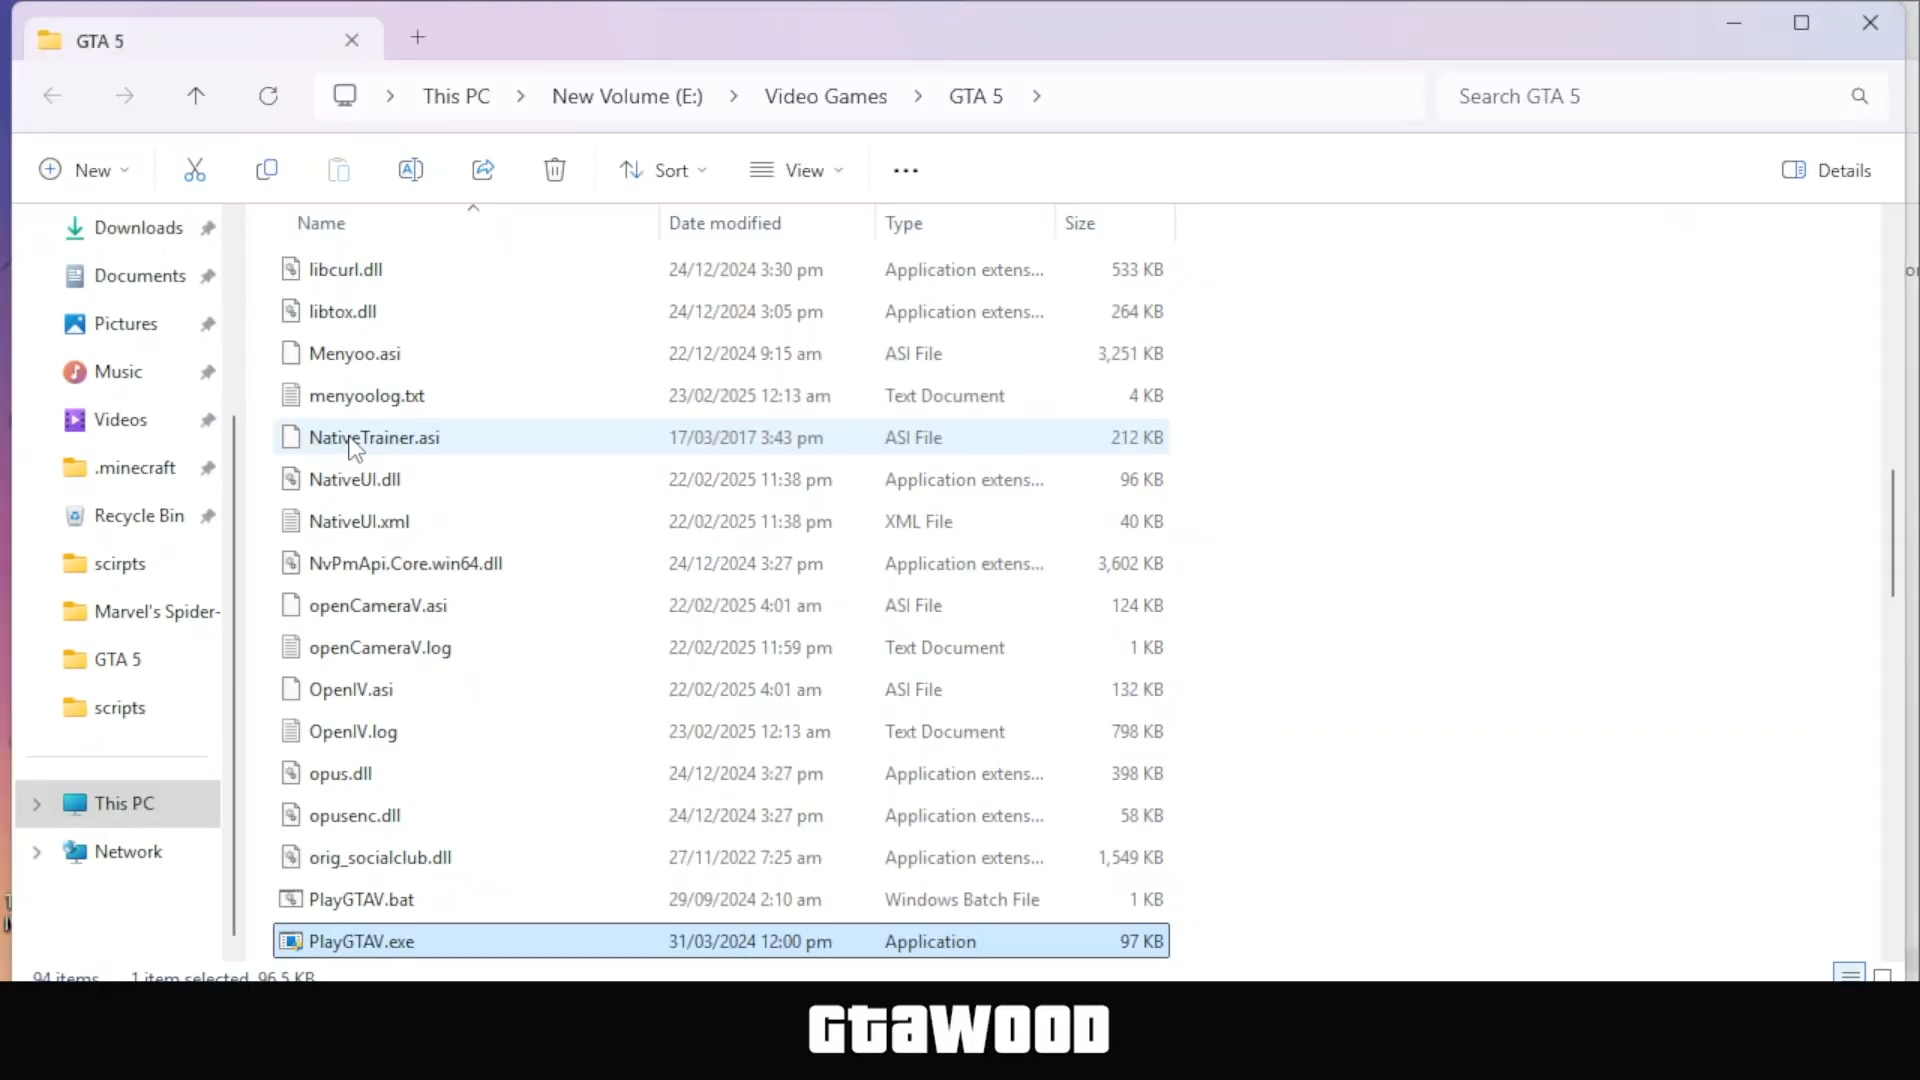 GTA 5
This PC > New Volume (E:) > Video Games > GTA 5 >
Search GTA 5
New
Sort
View
Details
Downloads
Documents
Pictures
Music
Videos
.minecraft
Recycle Bin
scirpts
Marvel's Spider-
GTA 5
scripts
This PC
Network
Name Date modified Type Size
libcurl.dll 24/12/2024 3:30 pm Application extens... 533 KB
libtox.dll 24/12/2024 3:05 pm Application extens... 264 KB
Menyoo.asi 22/12/2024 9:15 am ASI File 3,251 KB
menyoolog.txt 23/02/2025 12:13 am Text Document 4 KB
NativeTrainer.asi 17/03/2017 3:43 pm ASI File 212 KB
NativeUI.dll 22/02/2025 11:38 pm Application extens... 96 KB
NativeUI.xml 22/02/2025 11:38 pm XML File 40 KB
NvPmApi.Core.win64.dll 24/12/2024 3:27 pm Application extens... 3,602 KB
openCameraV.asi 22/02/2025 4:01 am ASI File 124 KB
openCameraV.log 22/02/2025 11:59 pm Text Document 1 KB
OpenIV.asi 22/02/2025 4:01 am ASI File 132 KB
OpenIV.log 23/02/2025 12:13 am Text Document 798 KB
opus.dll 24/12/2024 3:27 pm Application extens... 398 KB
opusenc.dll 24/12/2024 3:27 pm Application extens... 58 KB
orig_socialclub.dll 27/11/2022 7:25 am Application extens... 1,549 KB
PlayGTAV.bat 29/09/2024 2:10 am Windows Batch File 1 KB
PlayGTAV.exe 31/03/2024 12:00 pm Application 97 KB
94 items 1 item selected 96.5 KB
GtaWOOD